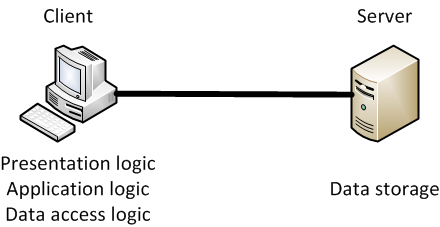 Client
Server
Presentation logic
Application logic
Data access logic
Data storage